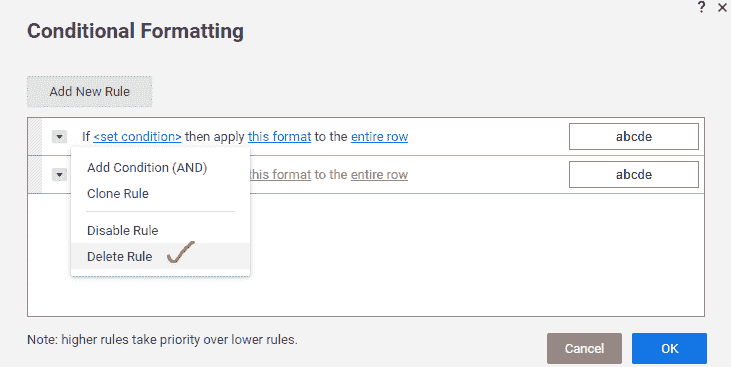 ? ×
Conditional Formatting
Add New Rule
If <set condition> then apply this format to the entire row abcde
Add Condition (AND)
this format to the entire row abcde
Clone Rule
Disable Rule
Delete Rule
Note: higher rules take priority over lower rules.
Cancel OK